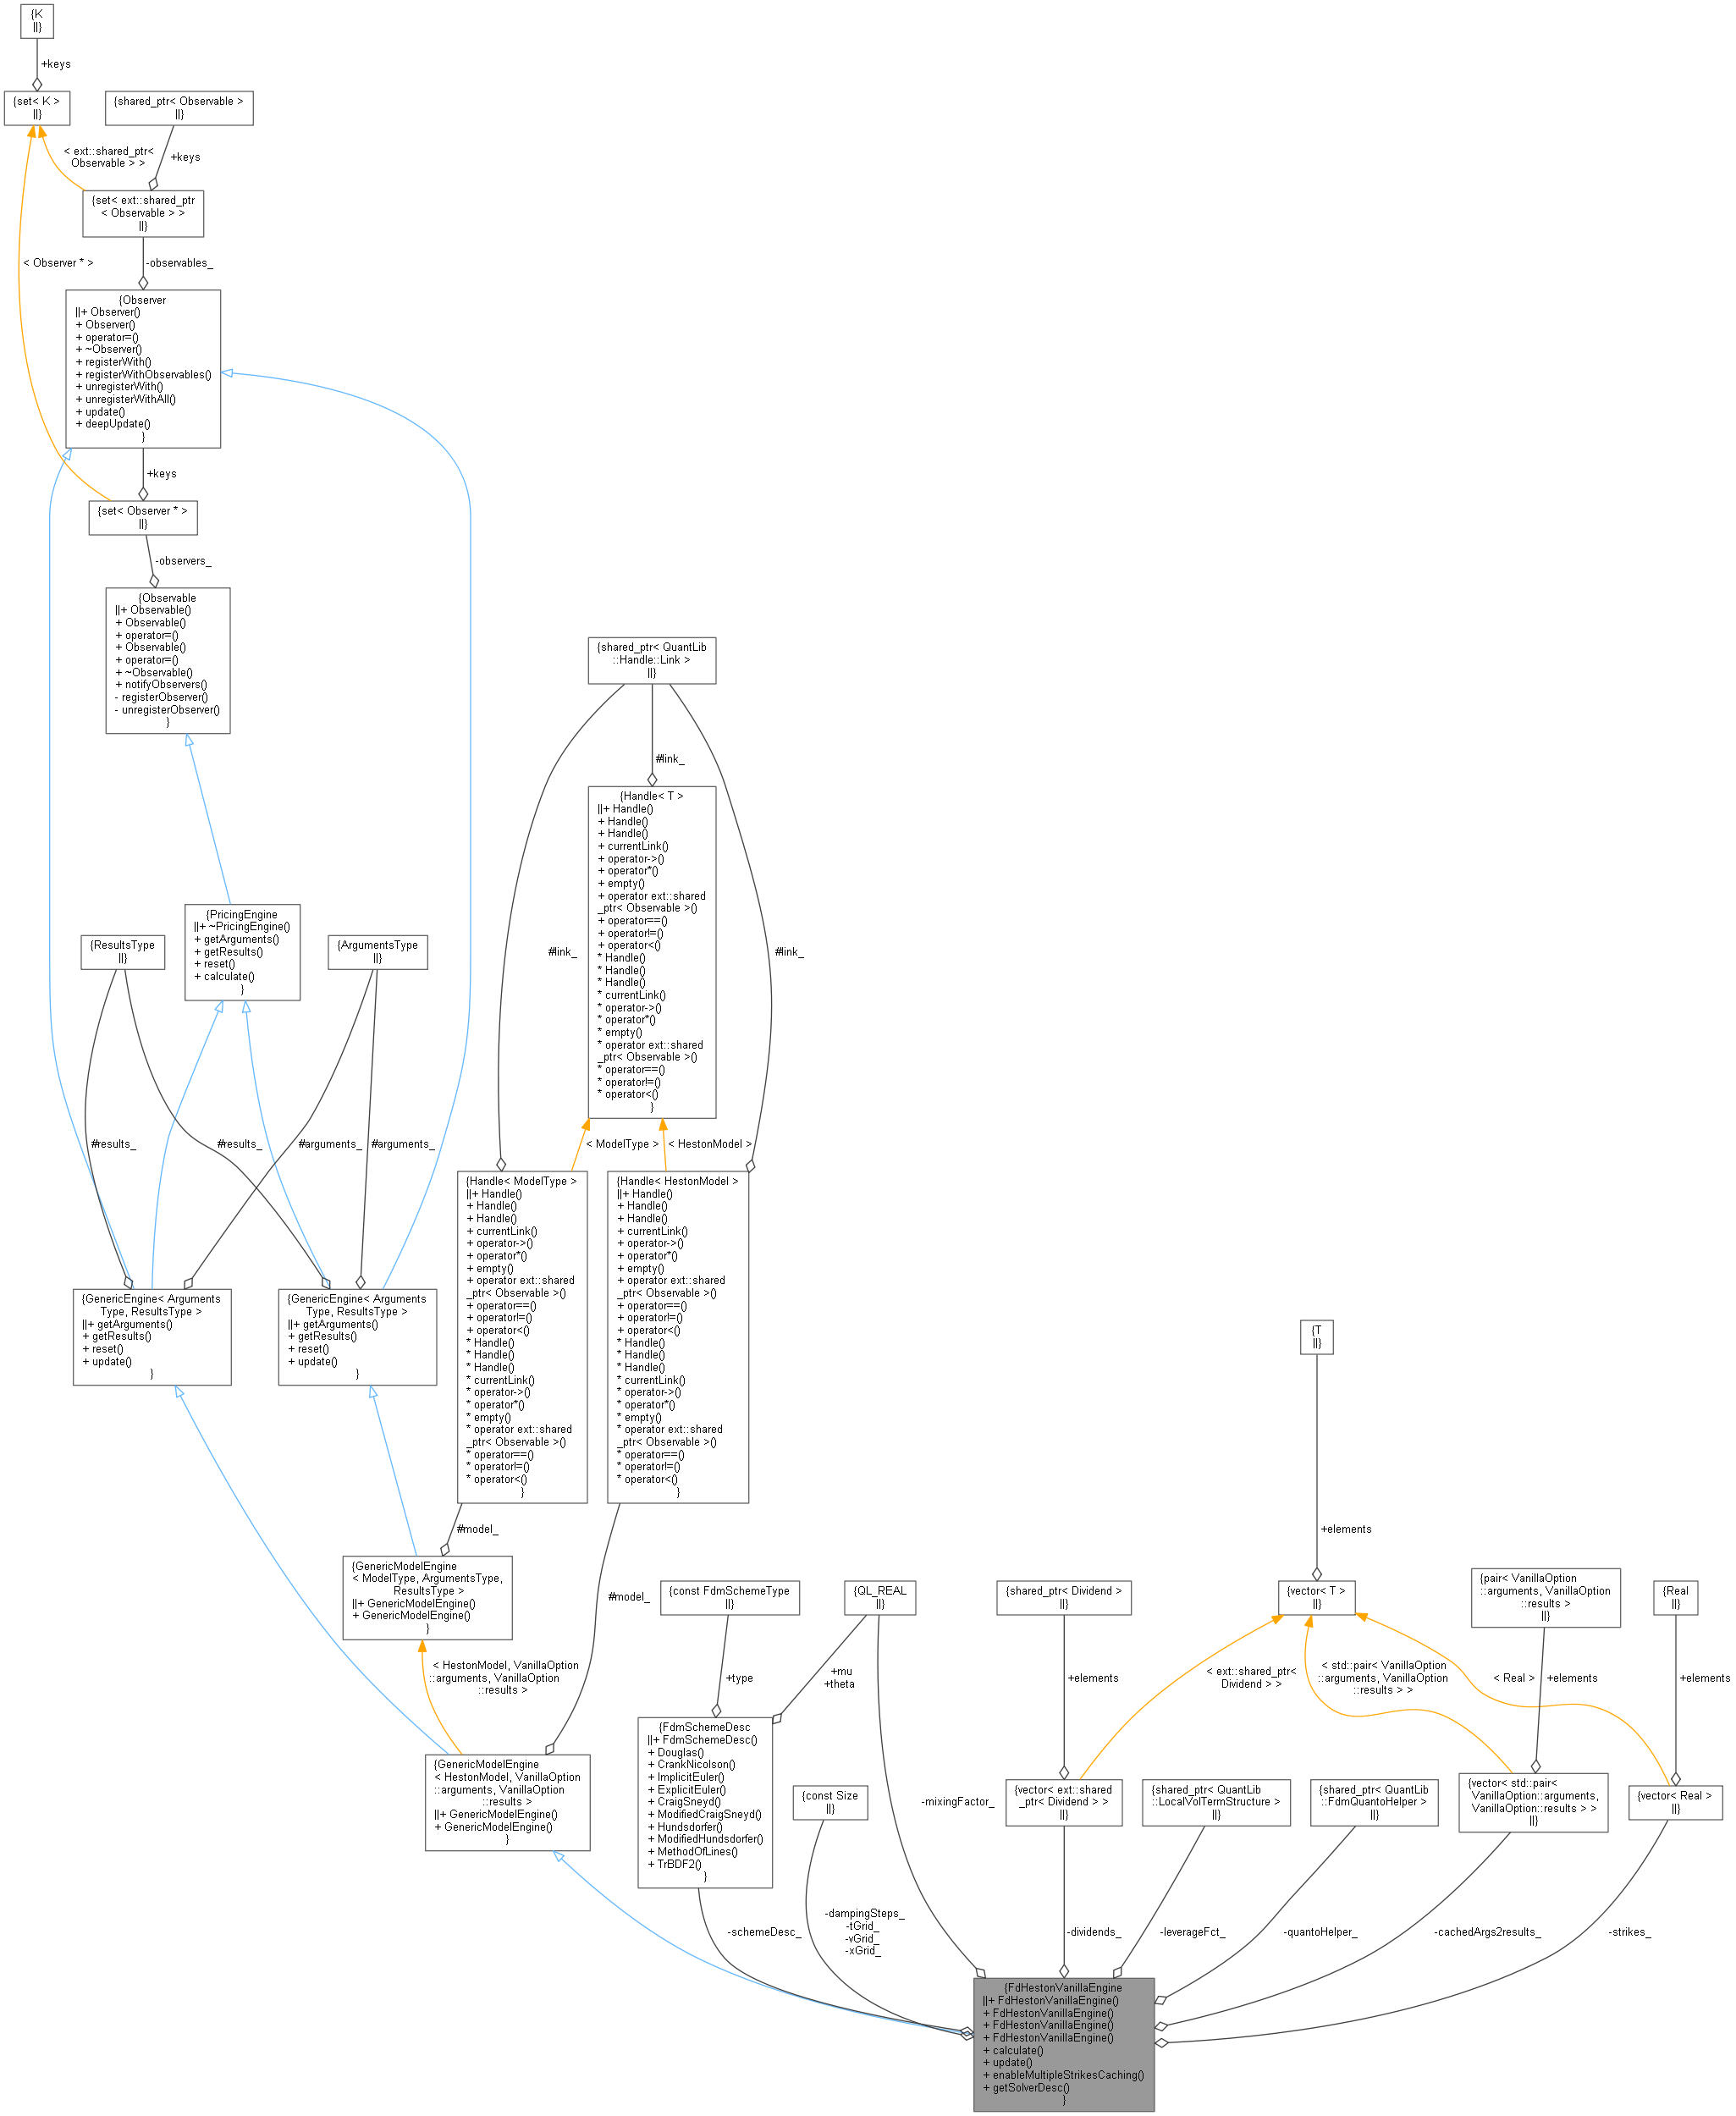 {K
||}
+keys
{set< K >
||}
{shared_ptr< Observable >
||}
< ext::shared_ptr<
Observable > >
+keys
{set< ext::shared_ptr
< Observable > >
||}
< Observer * >
-observables_
{Observer
||+ Observer()
+ Observer()
+ operator=()
+ ~Observer()
+ registerWith()
+ registerWithObservables()
+ unregisterWith()
+ unregisterWithAll()
+ update()
+ deepUpdate()
}
+keys
{set< Observer * >
||}
-observers_
{Observable
||+ Observable()
+ Observable()
+ operator=()
+ Observable()
+ operator=()
+ ~Observable()
+ notifyObservers()
- registerObserver()
- unregisterObserver()
}
{shared_ptr< QuantLib
::Handle::Link >
||}
#link_
{Handle< T >
||+ Handle()
+ Handle()
+ Handle()
+ currentLink()
+ operator->()
+ operator*()
+ empty()
+ operator ext::shared
_ptr< Observable >()
+ operator==()
+ operator!=()
+ operator<()
* Handle()
* Handle()
* Handle()
* currentLink()
* operator->()
* operator*()
* empty()
* operator ext::shared
_ptr< Observable >()
* operator==()
* operator!=()
* operator<()
}
{PricingEngine
||+ ~PricingEngine()
+ getArguments()
+ getResults()
+ reset()
+ calculate()
}
{ResultsType
||}
{ArgumentsType
||}
#link_
#link_
#results_
#results_
#arguments_
#arguments_
< ModelType >
< HestonModel >
{Handle< ModelType >
||+ Handle()
+ Handle()
+ Handle()
+ currentLink()
+ operator->()
+ operator*()
+ empty()
+ operator ext::shared
_ptr< Observable >()
+ operator==()
+ operator!=()
+ operator<()
* Handle()
* Handle()
* Handle()
* currentLink()
* operator->()
* operator*()
* empty()
* operator ext::shared
_ptr< Observable >()
* operator==()
* operator!=()
* operator<()
}
{Handle< HestonModel >
||+ Handle()
+ Handle()
+ Handle()
+ currentLink()
+ operator->()
+ operator*()
+ empty()
+ operator ext::shared
_ptr< Observable >()
+ operator==()
+ operator!=()
+ operator<()
* Handle()
* Handle()
* Handle()
* currentLink()
* operator->()
* operator*()
* empty()
* operator ext::shared
_ptr< Observable >()
* operator==()
* operator!=()
* operator<()
}
{GenericEngine< Arguments
Type, ResultsType >
||+ getArguments()
+ getResults()
+ reset()
+ update()
}
{GenericEngine< Arguments
Type, ResultsType >
||+ getArguments()
+ getResults()
+ reset()
+ update()
}
{T
||}
#model_
+elements
{GenericModelEngine
< ModelType, ArgumentsType,
ResultsType >
||+ GenericModelEngine()
+ GenericModelEngine()
}
#model_
{const FdmSchemeType
||}
{QL_REAL
||}
{shared_ptr< Dividend >
||}
{vector< T >
||}
{pair< VanillaOption
::arguments, VanillaOption
::results >
||}
{Real
||}
< HestonModel, VanillaOption
::arguments, VanillaOption
::results >
+type
+mu
+theta
+elements
< ext::shared_ptr<
Dividend > >
< std::pair< VanillaOption
::arguments, VanillaOption
::results > >
< Real >
+elements
+elements
{GenericModelEngine
< HestonModel, VanillaOption
::arguments, VanillaOption
::results >
||+ GenericModelEngine()
+ GenericModelEngine()
}
{FdmSchemeDesc
||+ FdmSchemeDesc()
+ Douglas()
+ CrankNicolson()
+ ImplicitEuler()
+ ExplicitEuler()
+ CraigSneyd()
+ ModifiedCraigSneyd()
+ Hundsdorfer()
+ ModifiedHundsdorfer()
+ MethodOfLines()
+ TrBDF2()
}
{const Size
||}
-mixingFactor_
{vector< ext::shared
_ptr< Dividend > >
||}
{shared_ptr< QuantLib
::LocalVolTermStructure >
||}
{shared_ptr< QuantLib
::FdmQuantoHelper >
||}
{vector< std::pair<
VanillaOption::arguments,
VanillaOption::results > >
||}
{vector< Real >
||}
-schemeDesc_
-dampingSteps_
-tGrid_
-vGrid_
-xGrid_
-dividends_
-leverageFct_
-quantoHelper_
-cachedArgs2results_
-strikes_
{FdHestonVanillaEngine
||+ FdHestonVanillaEngine()
+ FdHestonVanillaEngine()
+ FdHestonVanillaEngine()
+ FdHestonVanillaEngine()
+ calculate()
+ update()
+ enableMultipleStrikesCaching()
+ getSolverDesc()
}